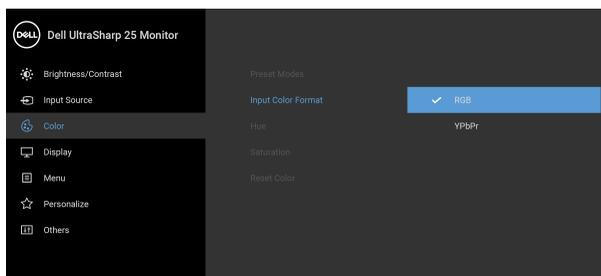 DELL Dell UltraSharp 25 Monitor
Brightness/Contrast
Input Source
Color
Display
Menu
Personalize
Others
Preset Modes
Input Color Format
Hue
Saturation
Reset Color
RGB
YPbPr